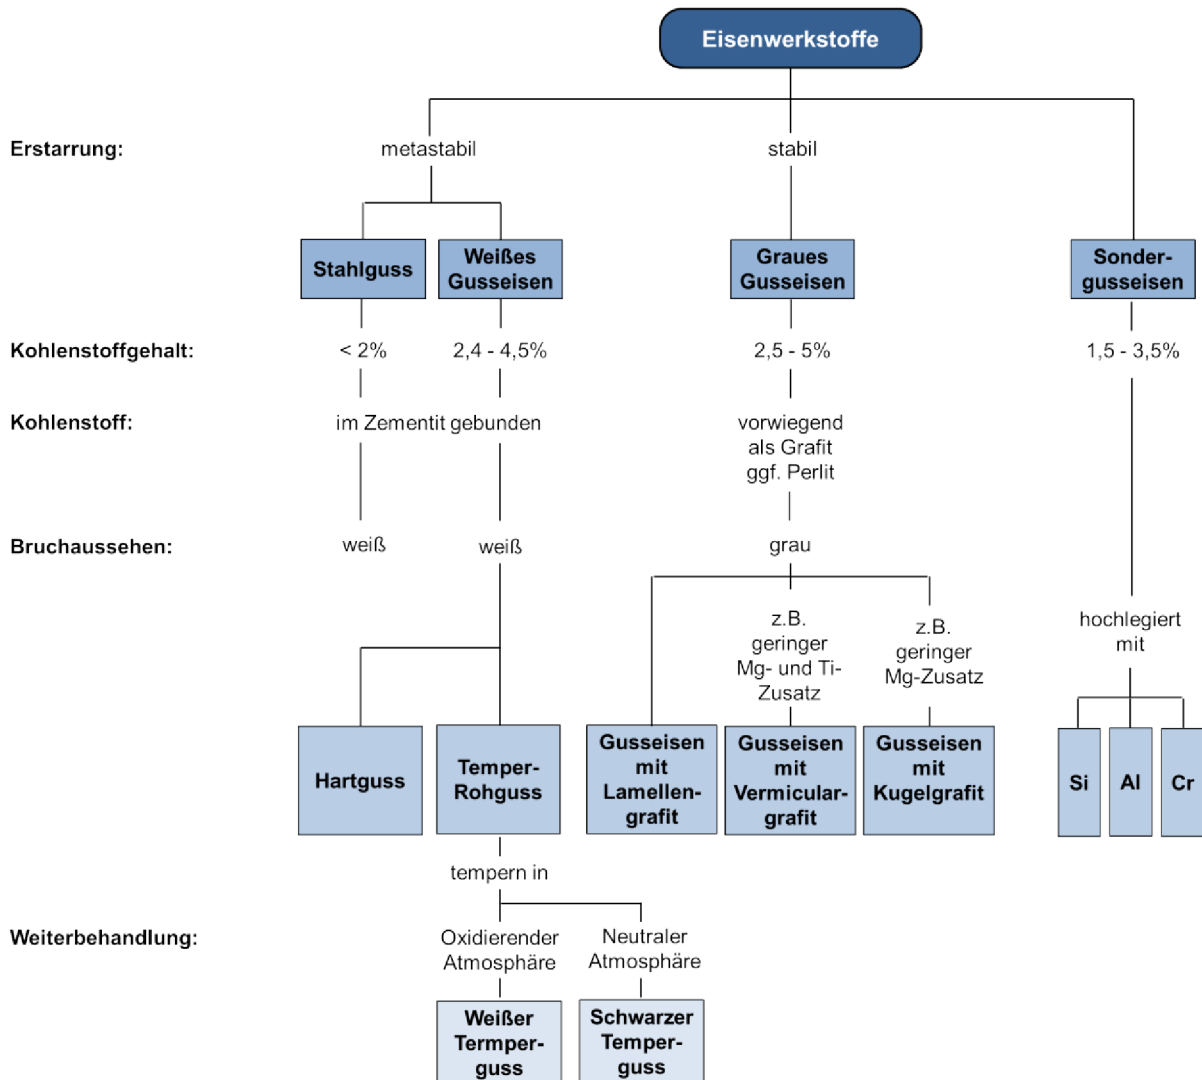 Eisenwerkstoffe
Erstarrung:
metastabil
stabil
Stahlguss
Weißes
Gusseisen
Graues
Gusseisen
Sonder-
gusseisen
Kohlenstoffgehalt:
< 2%
2,4 - 4,5%
2,5 - 5%
1,5 - 3,5%
Kohlenstoff:
im Zementit gebunden
vorwiegend
als Grafit
ggf. Perlit
Bruchaussehen:
weiß
weiß
grau
z.B.
geringer
Mg- und Ti-
Zusatz
z.B.
geringer
Mg-Zusatz
hochlegiert
mit
Hartguss
Temper-
Rohguss
Gusseisen
mit
Lamellen-
grafit
Gusseisen
mit
Vermicular-
grafit
Gusseisen
mit
Kugelgrafit
Si
Al
Cr
tempern in
Weiterbehandlung:
Oxidierender
Atmosphäre
Neutraler
Atmosphäre
Weißer
Termper-
guss
Schwarzer
Temper-
guss